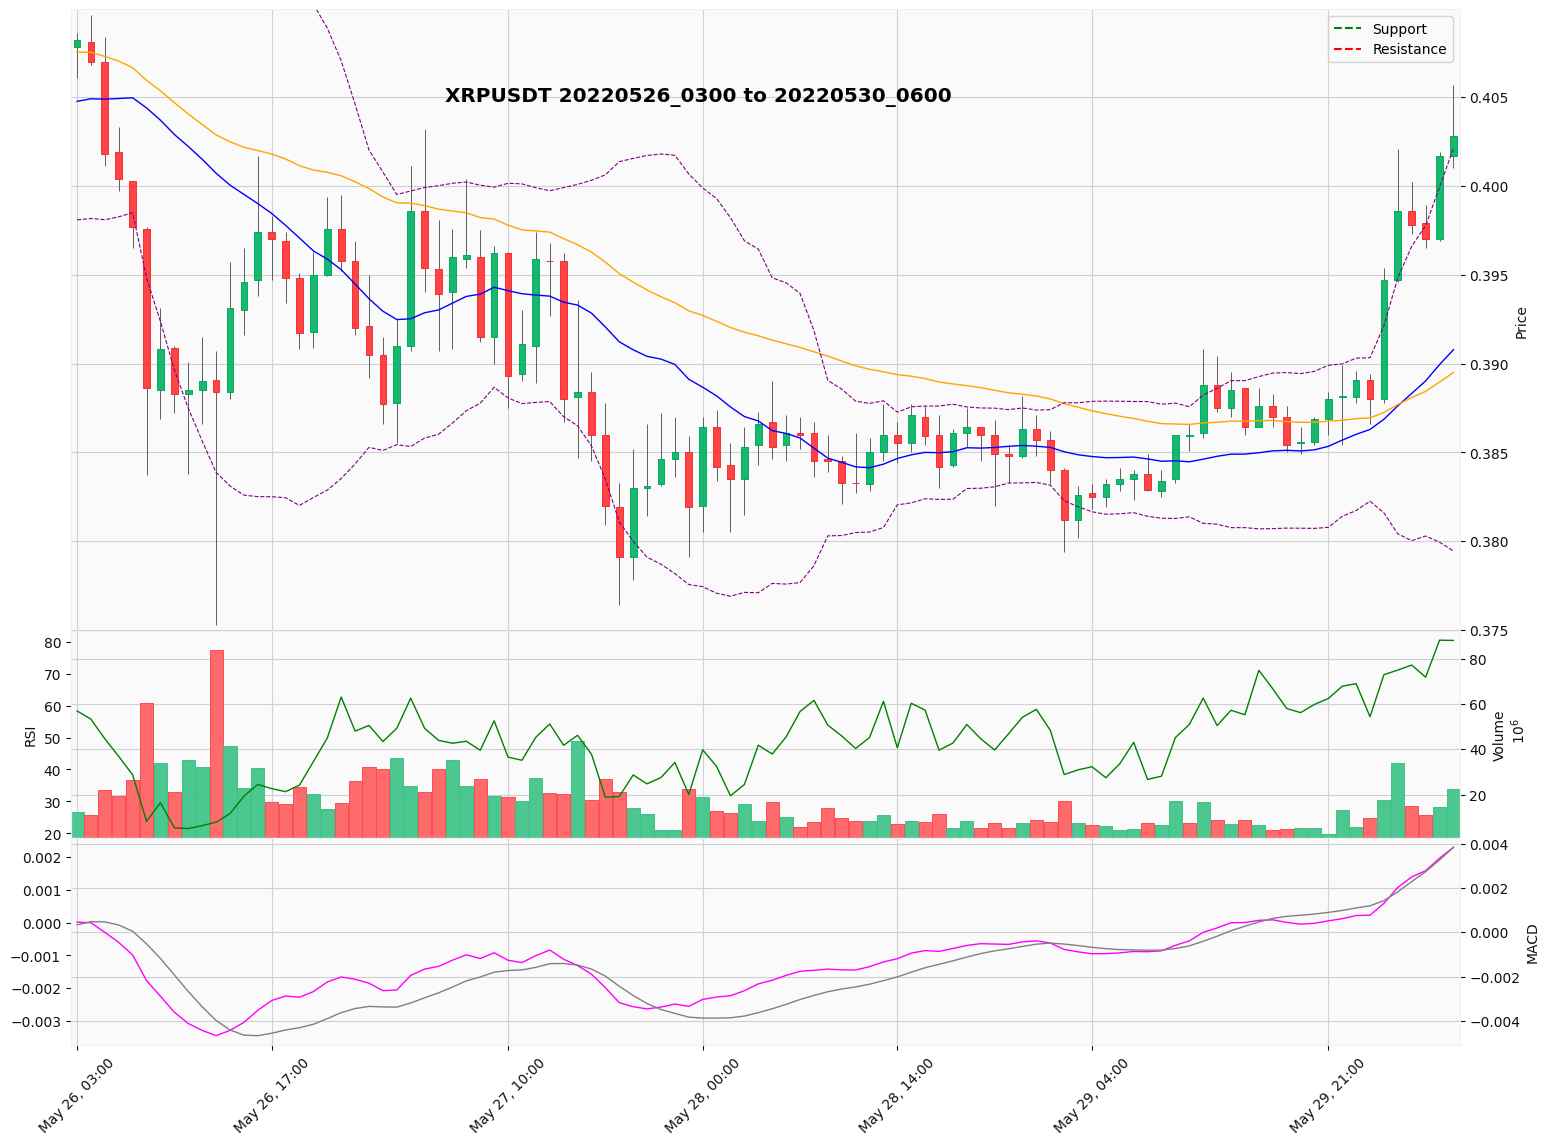 XRPUSDT 20220526_0300 to 20220530_0600
Support
Resistance
0.405
0.400
0.395
0.390
0.385
0.380
0.375
Price
80
70
60
50
40
30
20
RSI
80
60
40
20
Volume
10^6
0.002
0.001
0.000
−0.001
−0.002
−0.003
0.004
0.002
0.000
−0.002
−0.004
MACD
May 26, 03:00
May 26, 17:00
May 27, 10:00
May 28, 00:00
May 28, 14:00
May 29, 04:00
May 29, 21:00